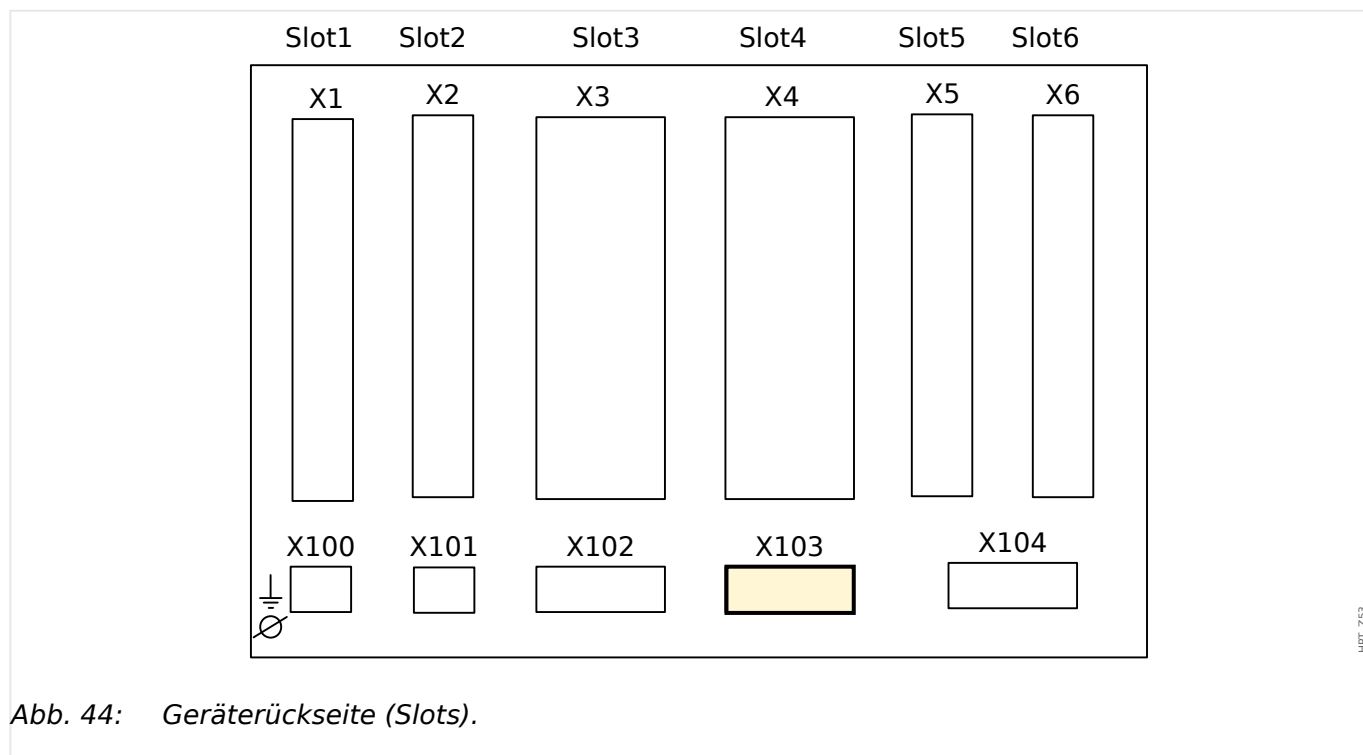 Slot1 Slot2 Slot3 Slot4 Slot5 Slot6
X1 X2 X3 X4 X5 X6
X100 X101 X102 X103 X104
Abb. 44: Geräterückseite (Slots).